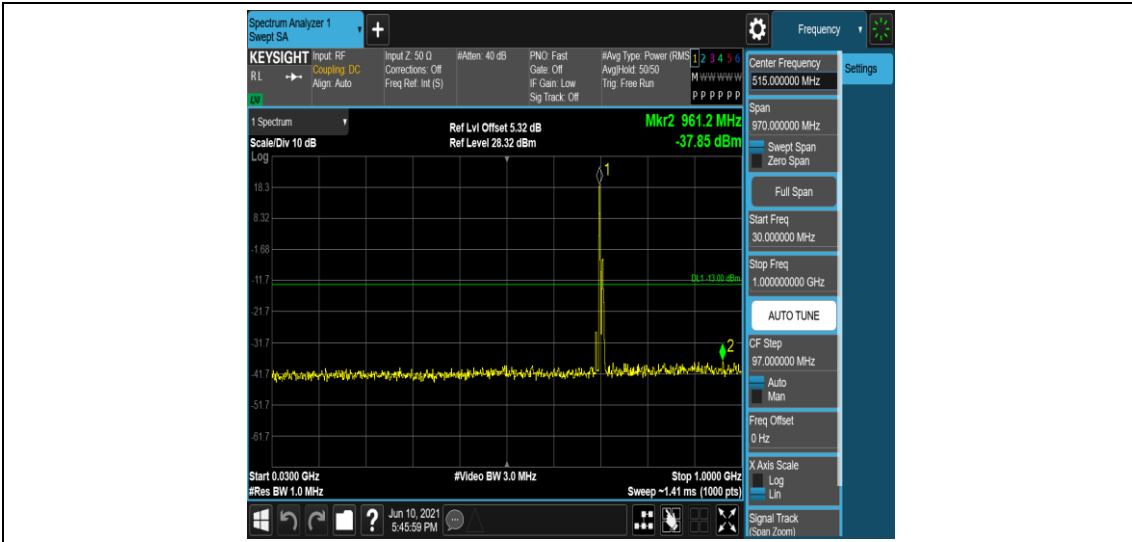 Spectrum Analyzer 1
Swept SA
Frequency
KEYSIGHT
RL
LXI
Input: RF
Coupling: DC
Align: Auto
Input Z: 50 Ω
Corrections: Off
Freq Ref: Int (S)
#Atten: 40 dB
PNO: Fast
Gate: Off
IF Gain: Low
Sig Track: Off
#Avg Type: Power (RMS
Avg|Hold: 50/50
Trig: Free Run
1 2 3 4 5 6
M W W W W W
P P P P P P
Center Frequency
515.000000 MHz
Settings
1 Spectrum
Scale/Div 10 dB
Ref Lvl Offset 5.32 dB
Ref Level 28.32 dBm
Mkr2 961.2 MHz
-37.85 dBm
Log
1
18.3
8.32
-1.68
-11.7
DL1 -13.00 dBm
-21.7
-31.7
2
-41.7
-51.7
-61.7
Start 0.0300 GHz
#Res BW 1.0 MHz
#Video BW 3.0 MHz
Stop 1.0000 GHz
Sweep ~1.41 ms (1000 pts)
Span
970.000000 MHz
Swept Span
Zero Span
Full Span
Start Freq
30.000000 MHz
Stop Freq
1.000000000 GHz
AUTO TUNE
CF Step
97.000000 MHz
Auto
Man
Freq Offset
0 Hz
X Axis Scale
Log
Lin
Signal Track
(Span Zoom)
?
Jun 10, 2021
5:45:59 PM